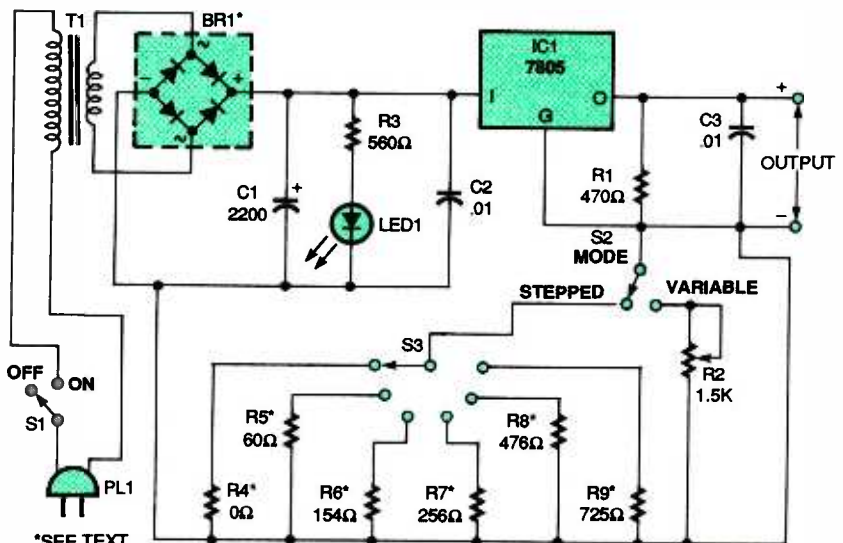 T1
BR1*
~
−
+
~
IC1
7805
I
O
G
+
C3
.01
OUTPUT
−
R3
560Ω
R1
470Ω
C1
+
2200
C2
.01
LED1
S2
MODE
STEPPED
VARIABLE
S3
R2
1.5K
OFF
ON
S1
R5*
60Ω
R8*
476Ω
PL1
R4*
0Ω
R6*
154Ω
R7*
256Ω
R9*
725Ω
*SEE TEXT